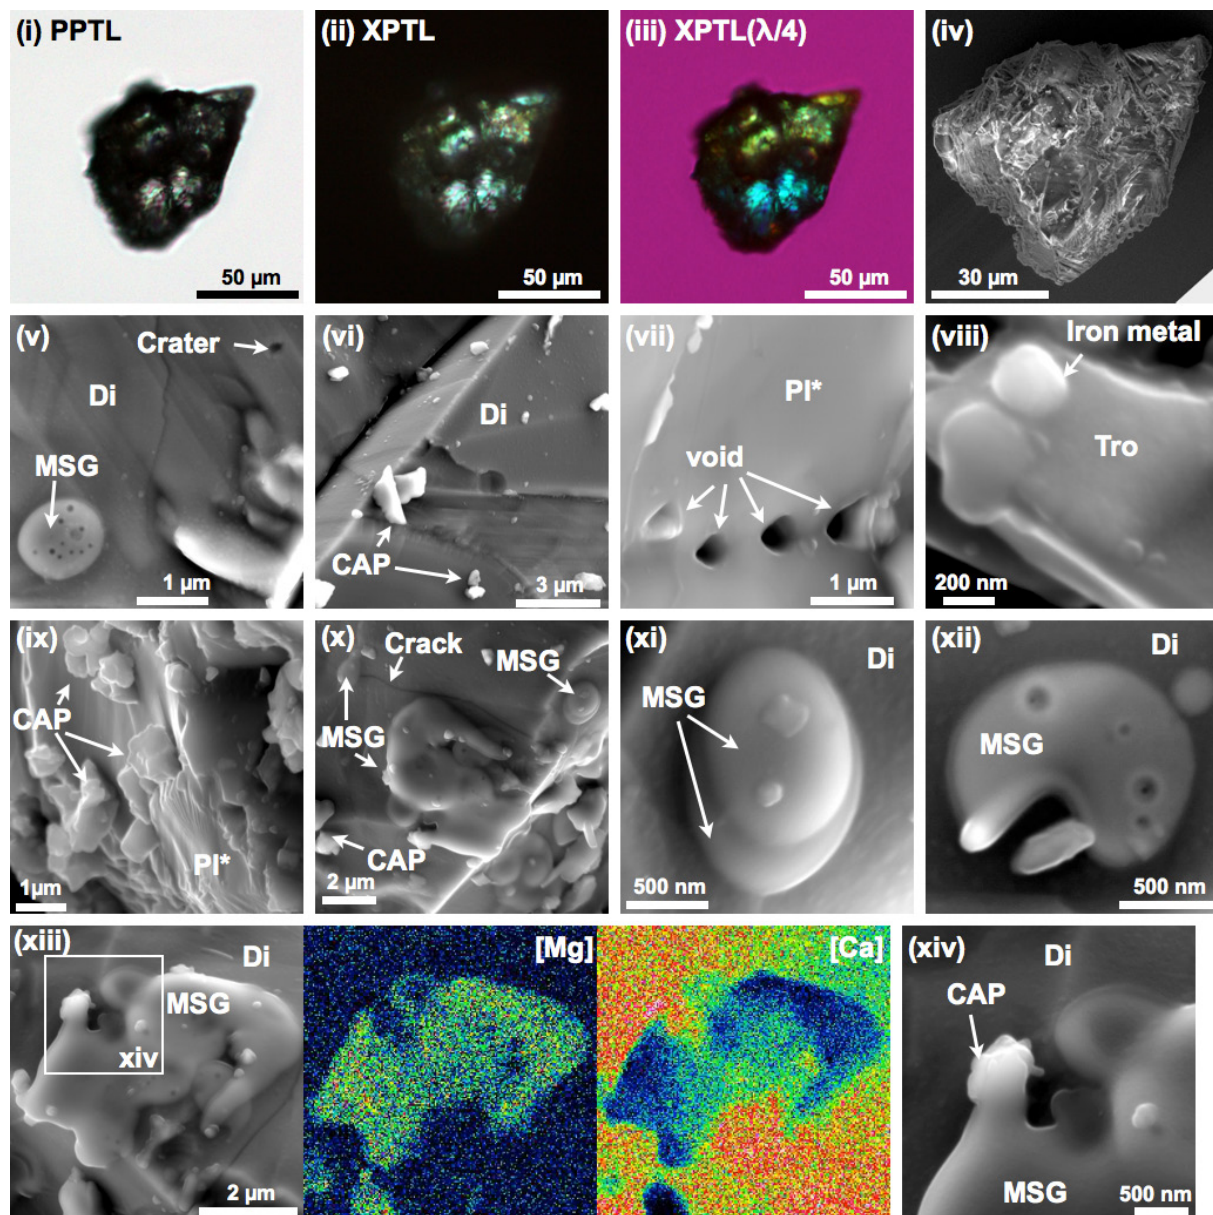 (i) PPTL
50 µm
(ii) XPTL
50 µm
(iii) XPTL(λ/4)
50 µm
(iv)
30 µm
(v)
Crater
Di
MSG
1 µm
(vi)
Di
CAP
3 µm
(vii)
Pl*
void
1 µm
(viii)
Iron metal
Tro
200 nm
(ix)
CAP
Pl*
1µm
(x)
Crack
MSG
MSG
CAP
2 µm
(xi)
Di
MSG
500 nm
(xii)
Di
MSG
500 nm
(xiii)
Di
MSG
xiv
2 µm
[Mg]
[Ca]
(xiv)
Di
CAP
MSG
500 nm